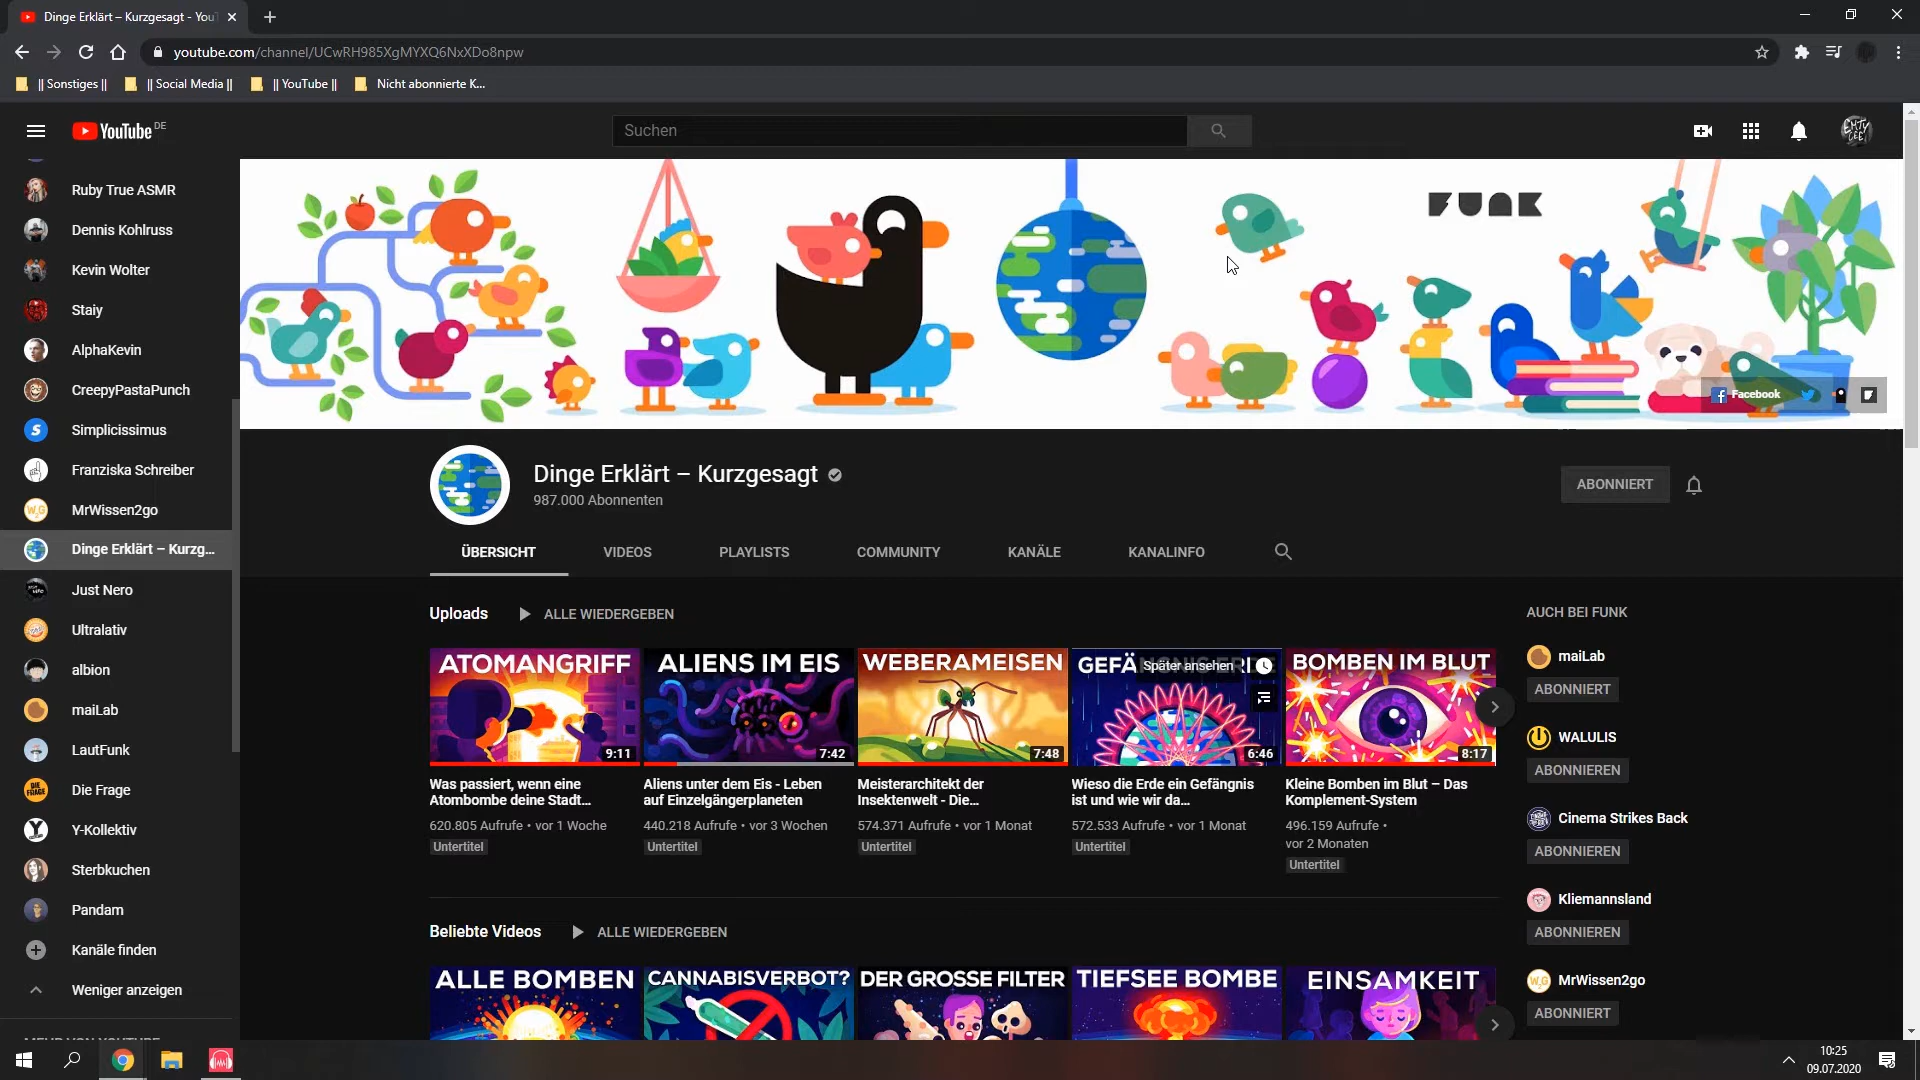 Dinge Erklärt – Kurzgesagt - You
youtube.com/channel/UCwRH985XgMYXQ6NxXDo8npw
|| Sonstiges ||
|| Social Media ||
|| YouTube ||
Nicht abonnierte K...
YouTube DE
Suchen
Ruby True ASMR
Dennis Kohlruss
Kevin Wolter
Staiy
AlphaKevin
CreepyPastaPunch
Simplicissimus
Franziska Schreiber
MrWissen2go
Dinge Erklärt – Kurzg...
Just Nero
Ultralativ
albion
maiLab
LautFunk
Die Frage
Y-Kollektiv
Sterbkuchen
Pandam
Kanäle finden
Weniger anzeigen
FUNK
Facebook
Dinge Erklärt – Kurzgesagt
987.000 Abonnenten
ABONNIERT
ÜBERSICHT
VIDEOS
PLAYLISTS
COMMUNITY
KANÄLE
KANALINFO
Uploads
ALLE WIEDERGEBEN
ATOMANGRIFF
9:11
Was passiert, wenn eine
Atombombe deine Stadt...
620.805 Aufrufe • vor 1 Woche
Untertitel
ALIENS IM EIS
7:42
Aliens unter dem Eis - Leben
auf Einzelgängerplaneten
440.218 Aufrufe • vor 3 Wochen
Untertitel
WEBERAMEISEN
7:48
Meisterarchitekt der
Insektenwelt - Die...
574.371 Aufrufe • vor 1 Monat
Untertitel
Später ansehen
6:46
Wieso die Erde ein Gefängnis
ist und wie wir da...
572.533 Aufrufe • vor 1 Monat
Untertitel
BOMBEN IM BLUT
8:17
Kleine Bomben im Blut – Das
Komplement-System
496.159 Aufrufe •
vor 2 Monaten
Untertitel
Beliebte Videos
ALLE WIEDERGEBEN
ALLE BOMBEN
CANNABISVERBOT?
DER GROSSE FILTER
TIEFSEE BOMBE
EINSAMKEIT
AUCH BEI FUNK
maiLab
ABONNIERT
WALULIS
ABONNIEREN
Cinema Strikes Back
ABONNIEREN
Kliemannsland
ABONNIEREN
MrWissen2go
ABONNIERT
10:25
09.07.2020